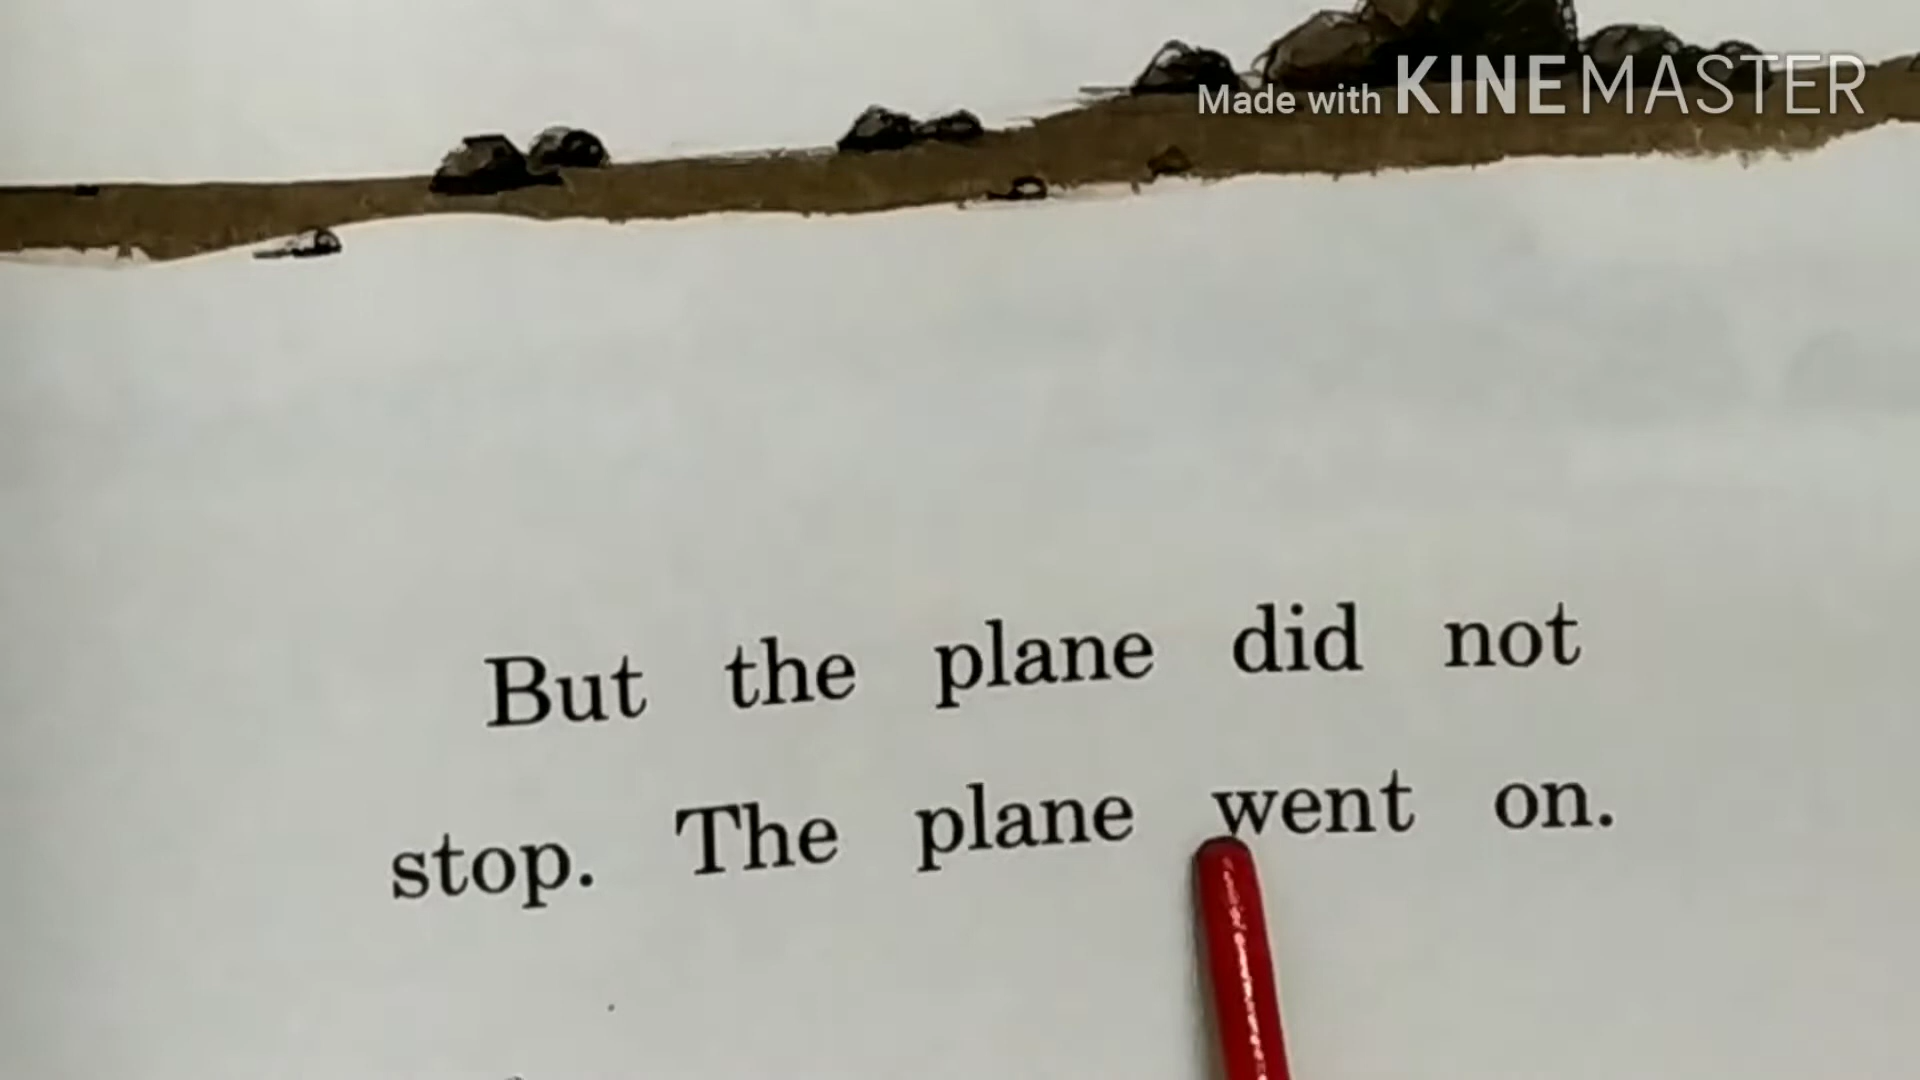 Made with KINEMASTER
But the plane did not
stop. The plane went on.